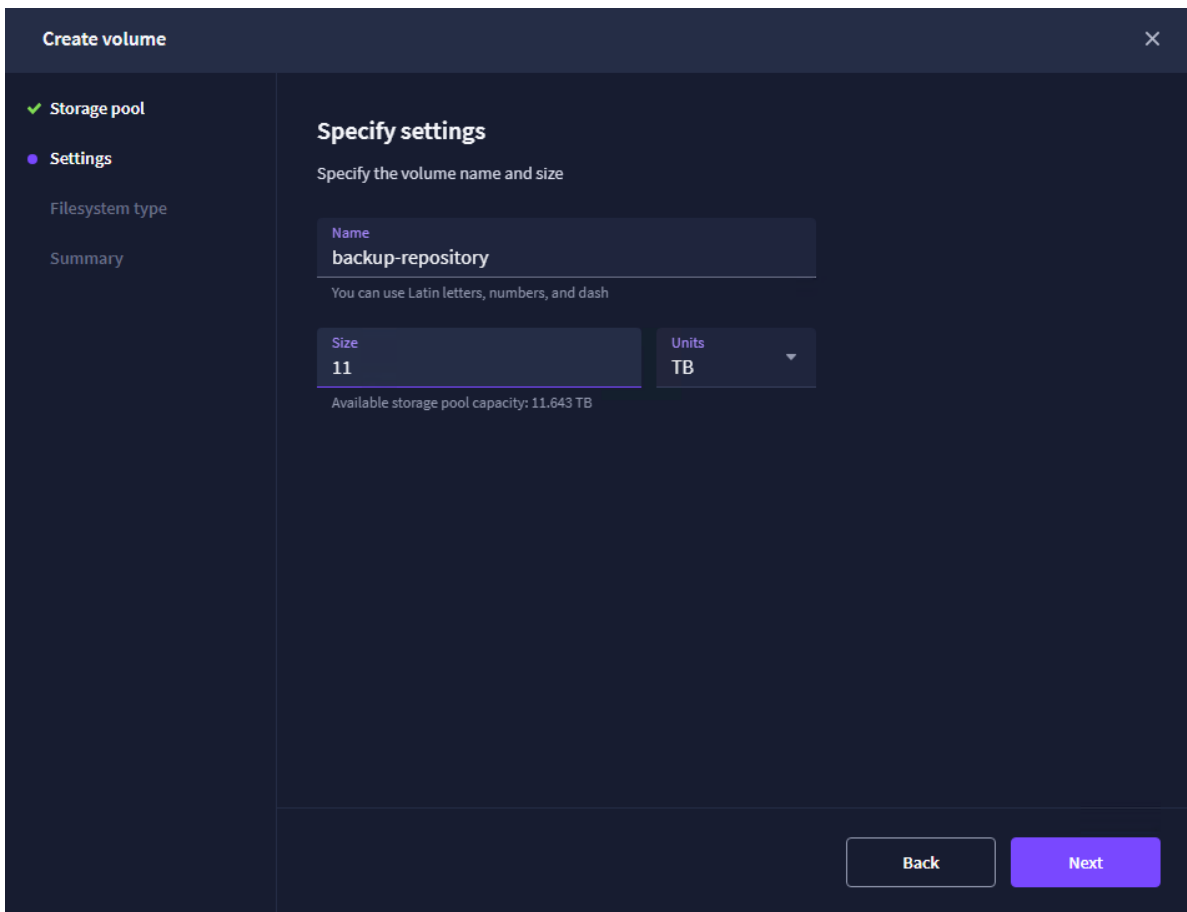 Create volume
Storage pool
Settings
Filesystem type
Summary
Specify settings
Specify the volume name and size
Name
backup-repository
You can use Latin letters, numbers, and dash
Size
11
Units
TB
Available storage pool capacity: 11.643 TB
Back
Next